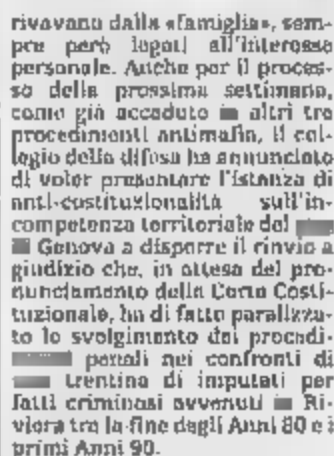 rivavano dalla «famiglia», sem-
pre però legati all'interesse
personale. Anche per il proces-
so della prossima settimana,
come già accaduto altri tre
procedimenti antimafia, il col-
legio della difesa ha annunciato
di voler presentare l'istanza di
anti-costituzionalità sull'in-
competenza territoriale del
Genova a disporre il rinvio a
giudizio che, in attesa del pro-
nunciamento della Corte Costi-
tuzionale, ha di fatto paralizza-
to lo svolgimento dei procedi-
penali nei confronti di
trentina di imputati per
fatti criminosi avvenuti Ri-
viera tra la fine degli Anni 80 e i
primi Anni 90.